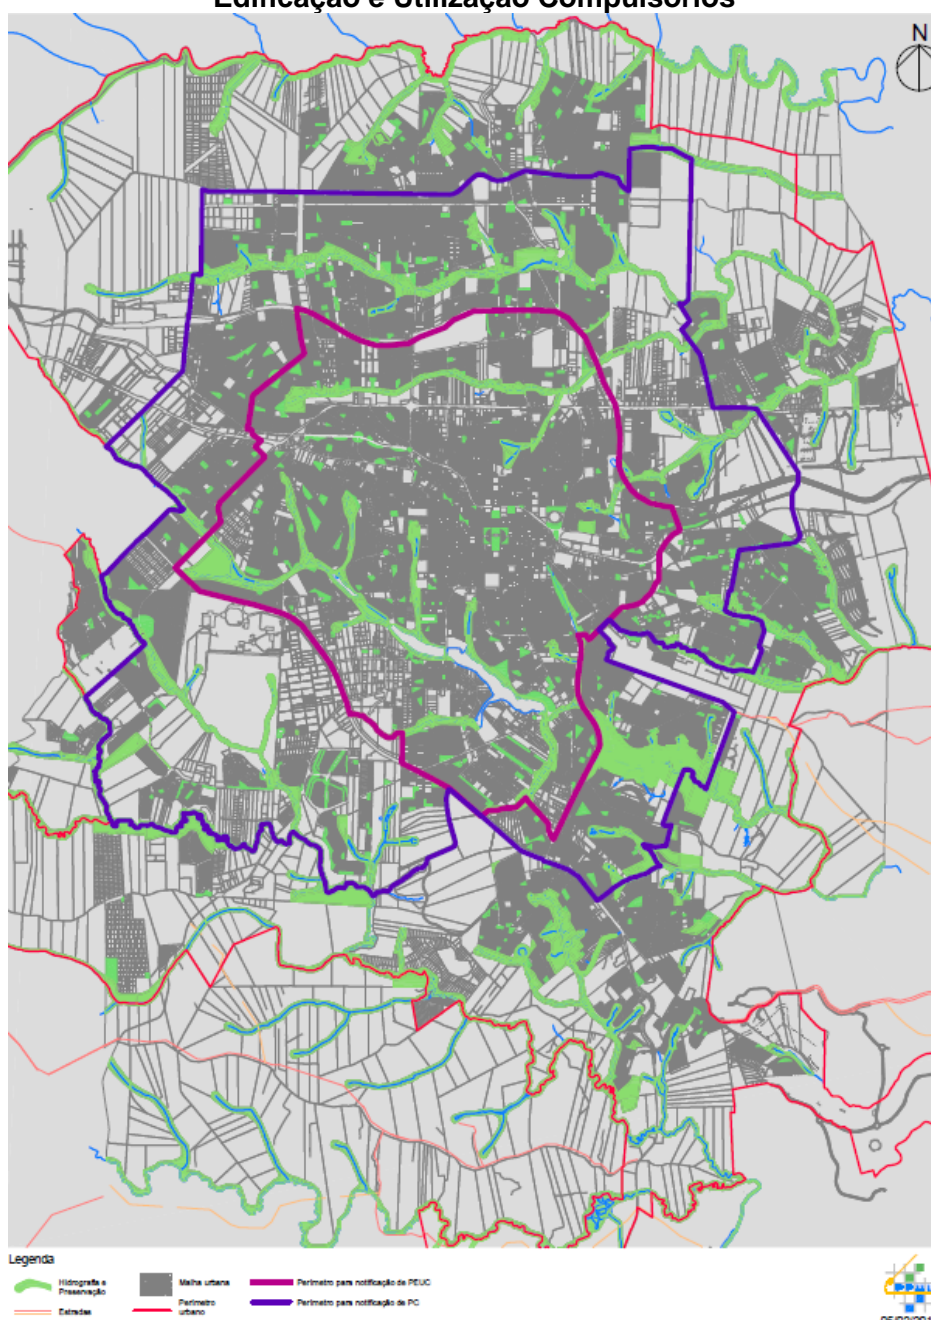 Edificação e Utilização Compulsórios
N
Legenda
Hidrografia e
Preservação
Malha urbana
Perímetro para notificação de PEUC
Estradas
Perímetro
urbano
Perímetro para notificação de PC